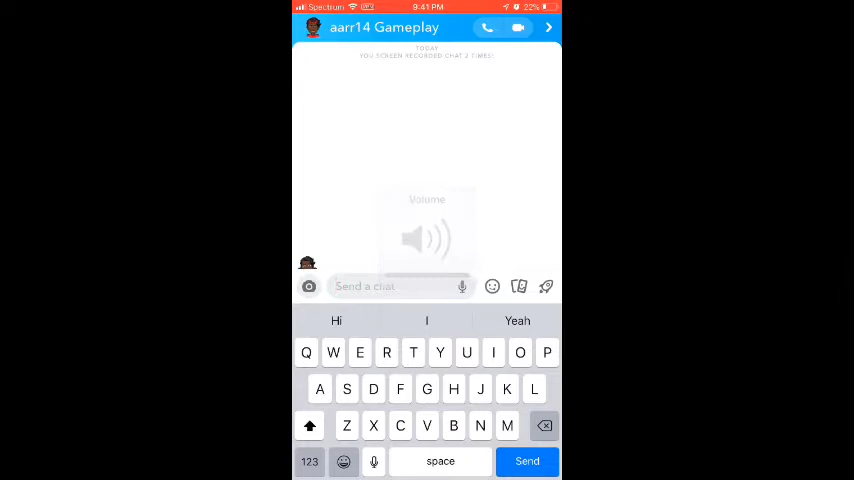 Spectrum 9:41 PM 22%
aarr14 Gameplay
TODAY
YOU SCREEN RECORDED CHAT 2 TIMES!
Volume
Send a chat
Hi I Yeah
Q W E R T Y U I O P
A S D F G H J K L
Z X C V B N M
123 space Send